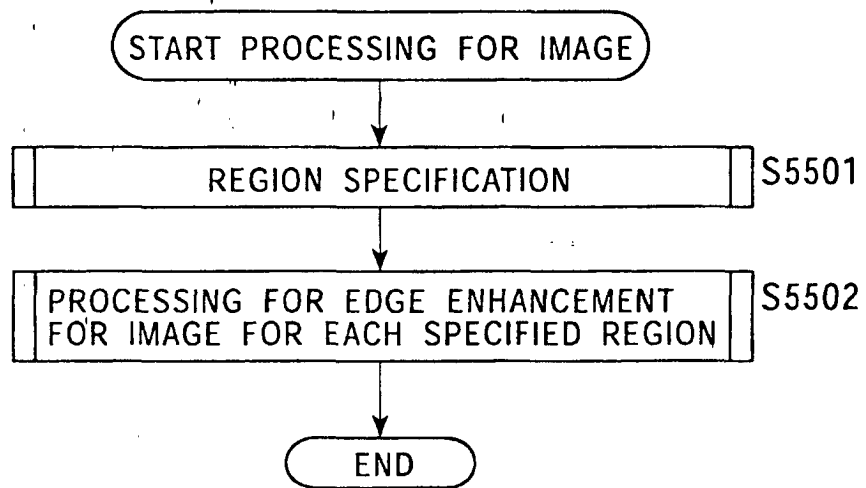 START PROCESSING FOR IMAGE
REGION SPECIFICATION
S5501
PROCESSING FOR EDGE ENHANCEMENT
FOR IMAGE FOR EACH SPECIFIED REGION
S5502
END